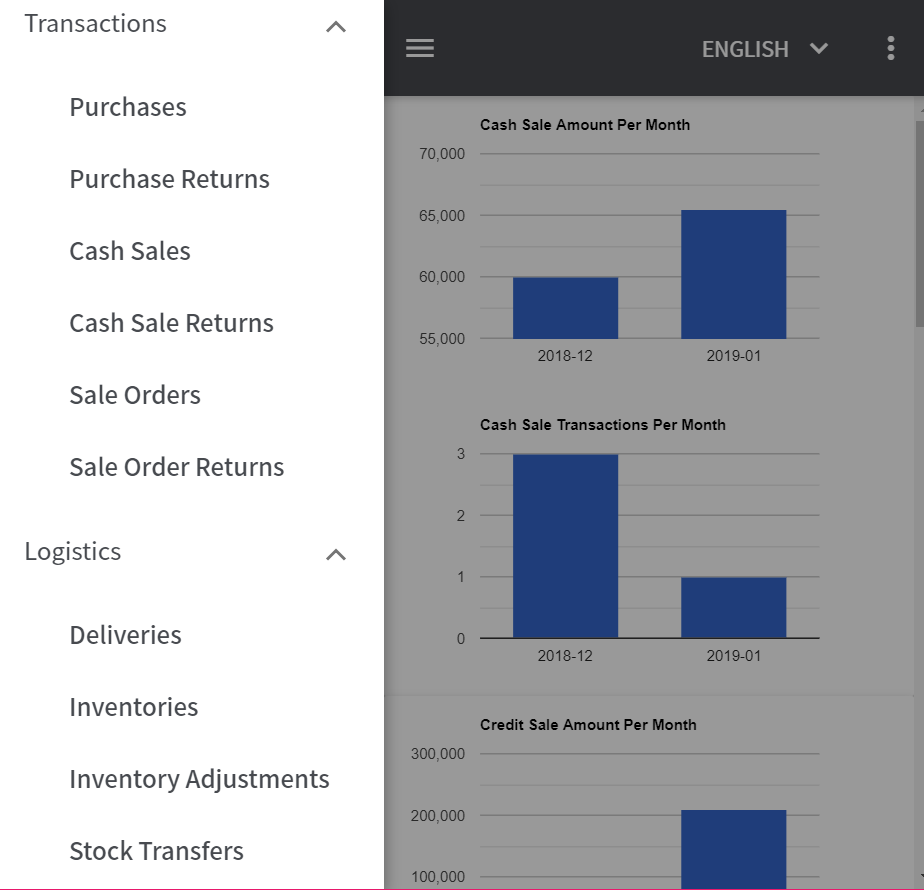 Transactions
Purchases
Purchase Returns
Cash Sales
Cash Sale Returns
Sale Orders
Sale Order Returns
Logistics
Deliveries
Inventories
Inventory Adjustments
Stock Transfers
ENGLISH
Cash Sale Amount Per Month
70,000
65,000
60,000
55,000
2018-12 2019-01
Cash Sale Transactions Per Month
3
2
1
0
2018-12 2019-01
Credit Sale Amount Per Month
300,000
200,000
100,000